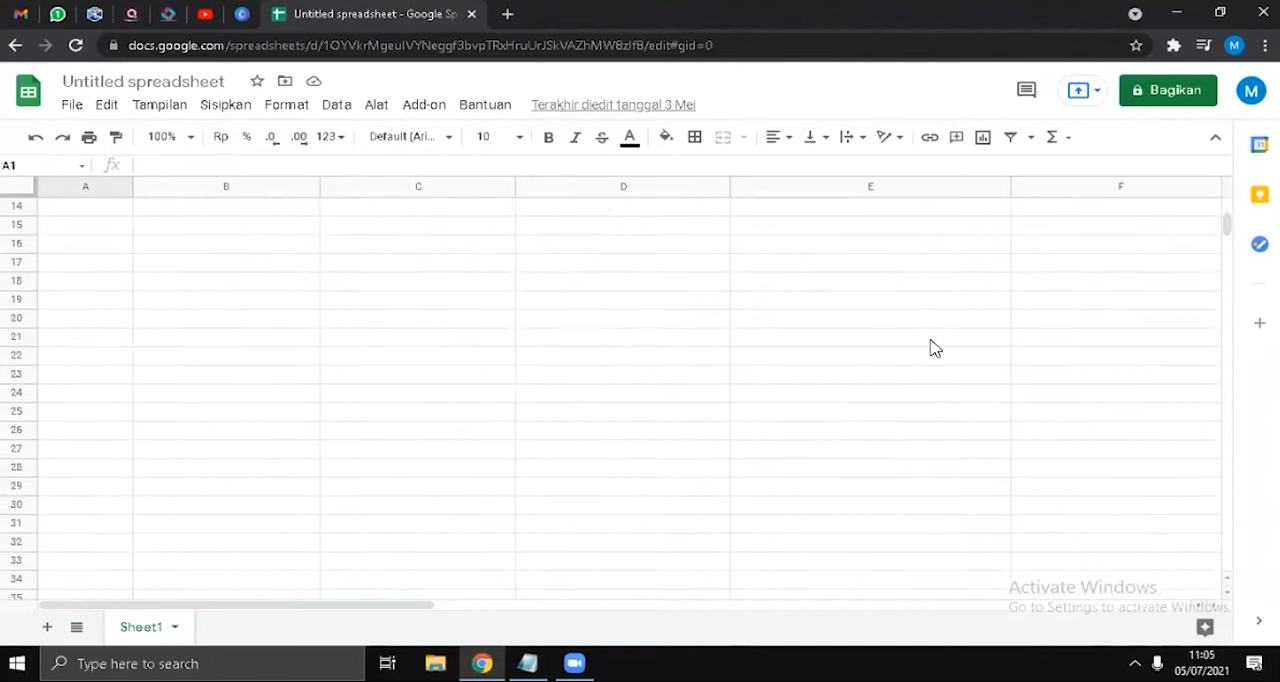 Untitled spreadsheet - Google Sp
docs.google.com/spreadsheets/d/1OYVkrMgeuIVYNeggf3bvpTRxHruUrJSkVAZhMW8zIf8/edit#gid=0
M
Untitled spreadsheet
File Edit Tampilan Sisipkan Format Data Alat Add-on Bantuan Terakhir diedit tanggal 3 Mei
Bagikan
M
100% Rp % .0 .00 123 Default (Ari... 10 B I S A
A1 fx
A B C D E F
14
15
16
17
18
19
20
21
22
23
24
25
26
27
28
29
30
31
32
33
34
35
Activate Windows
Go to Settings to activate Windows.
Sheet1
Type here to search
11:05
05/07/2021